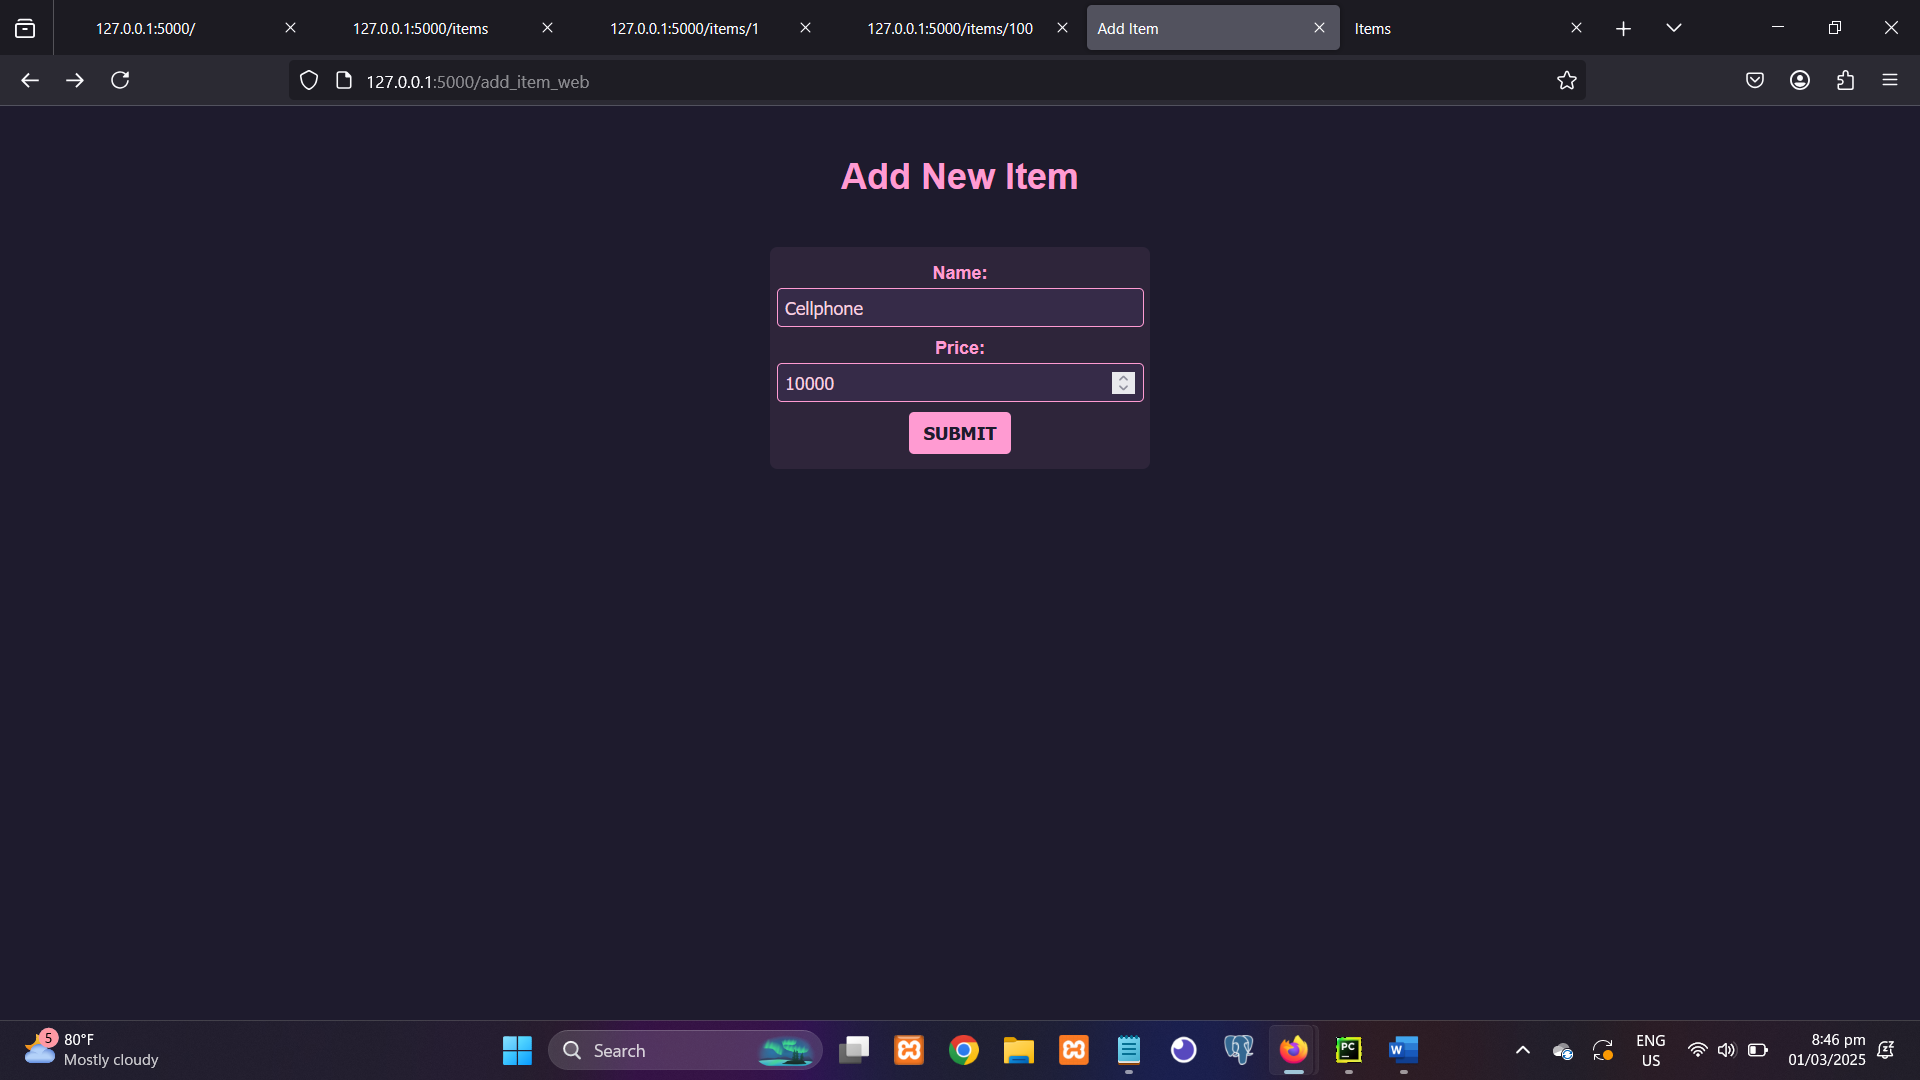 127.0.0.1:5000/
127.0.0.1:5000/items
127.0.0.1:5000/items/1
127.0.0.1:5000/items/100
Add Item
Items
127.0.0.1:5000/add_item_web
Add New Item
Name:
Cellphone
Price:
10000
SUBMIT
5
80°F
Mostly cloudy
Search
PC
W
ENG
US
8:46 pm
01/03/2025